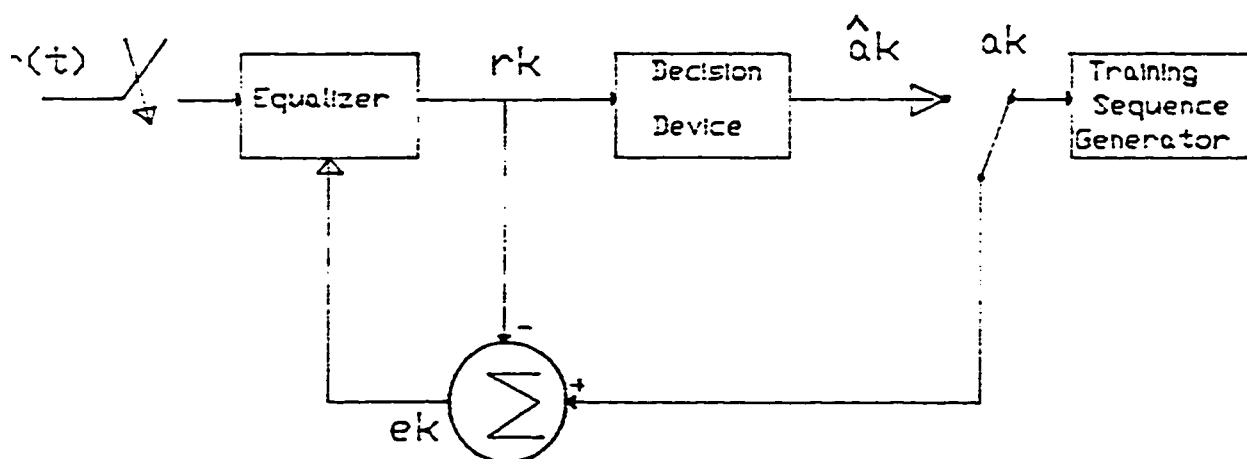 (t)
Equalizer
rk
Decision
Device
âk
ak
Training
Sequence
Generator
-
+
Σ
ek